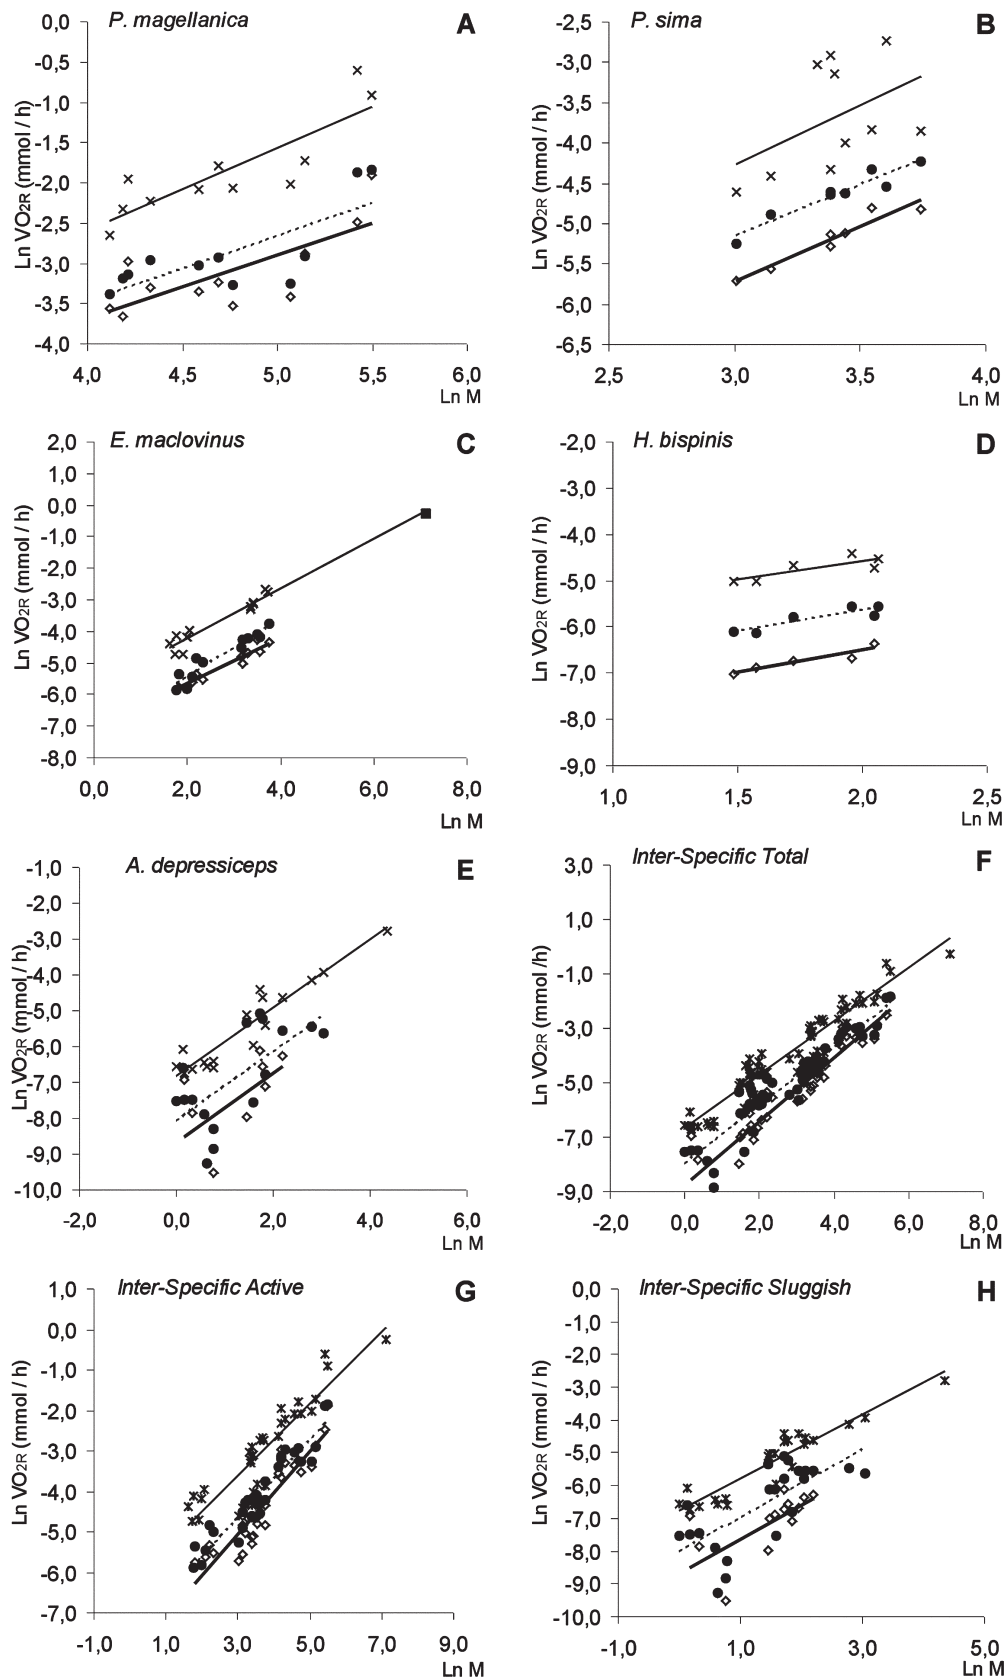 P. magellanica A
Ln VO2R (mmol / h)
0,0
-0,5
-1,0
-1,5
-2,0
-2,5
-3,0
-3,5
-4,0
4,0 4,5 5,0 5,5 6,0
Ln M
P. sima B
Ln VO2R (mmol / h)
-2,5
-3,0
-3,5
-4,0
-4,5
-5,0
-5,5
-6,0
-6,5
2,5 3,0 3,5 4,0
Ln M
E. maclovinus C
Ln VO2R (mmol / h)
2,0
1,0
0,0
-1,0
-2,0
-3,0
-4,0
-5,0
-6,0
-7,0
-8,0
0,0 2,0 4,0 6,0 8,0
Ln M
H. bispinis D
Ln VO2R (mmol / h)
-2,0
-3,0
-4,0
-5,0
-6,0
-7,0
-8,0
-9,0
1,0 1,5 2,0 2,5
Ln M
A. depressiceps E
Ln VO2R (mmol / h)
-1,0
-2,0
-3,0
-4,0
-5,0
-6,0
-7,0
-8,0
-9,0
-10,0
-2,0 0,0 2,0 4,0 6,0
Ln M
Inter-Specific Total F
Ln VO2R (mmol /h)
3,0
1,0
-1,0
-3,0
-5,0
-7,0
-9,0
-2,0 0,0 2,0 4,0 6,0 8,0
Ln M
Inter-Specific Active G
Ln VO2R (mmol / h)
1,0
0,0
-1,0
-2,0
-3,0
-4,0
-5,0
-6,0
-7,0
-1,0 1,0 3,0 5,0 7,0 9,0
Ln M
Inter-Specific Sluggish H
Ln VO2R (mmol / h)
0,0
-1,0
-2,0
-3,0
-4,0
-5,0
-6,0
-7,0
-8,0
-9,0
-10,0
-1,0 1,0 3,0 5,0
Ln M